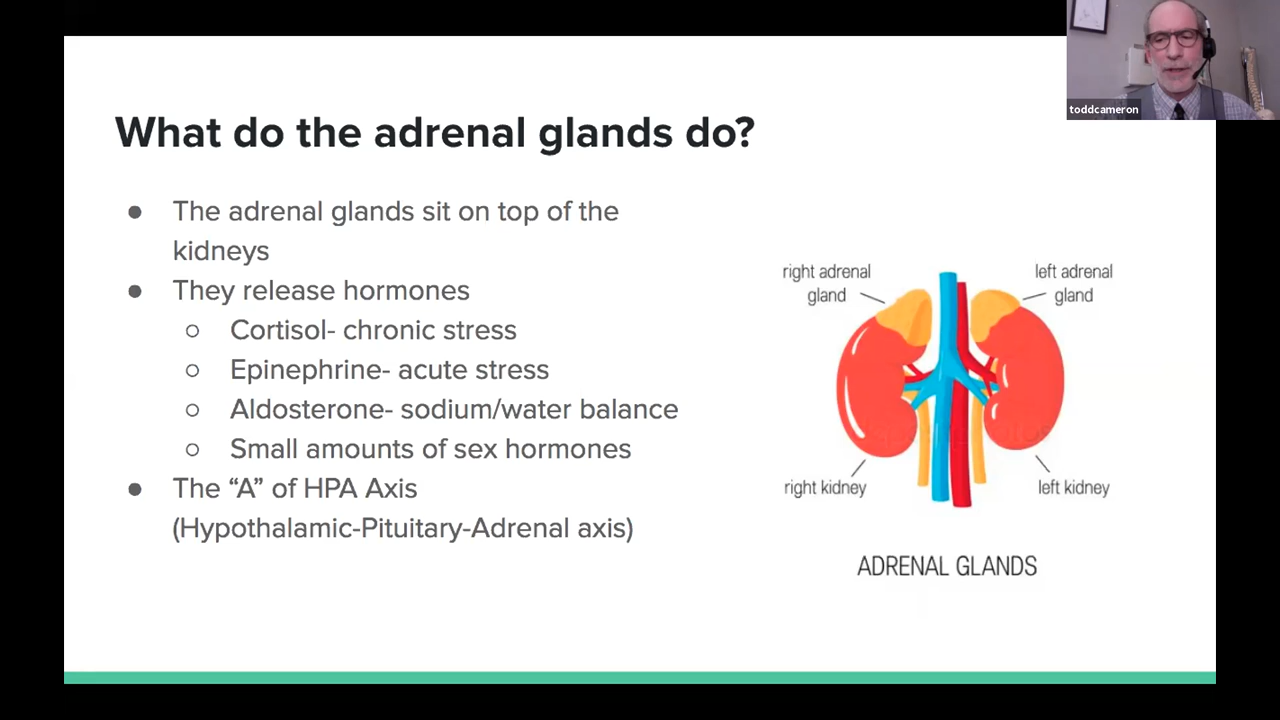 toddcameron
What do the adrenal glands do?
● The adrenal glands sit on top of the
kidneys
● They release hormones
○ Cortisol- chronic stress
○ Epinephrine- acute stress
○ Aldosterone- sodium/water balance
○ Small amounts of sex hormones
● The “A” of HPA Axis
(Hypothalamic-Pituitary-Adrenal axis)
right adrenal
gland
left adrenal
gland
right kidney
left kidney
ADRENAL GLANDS